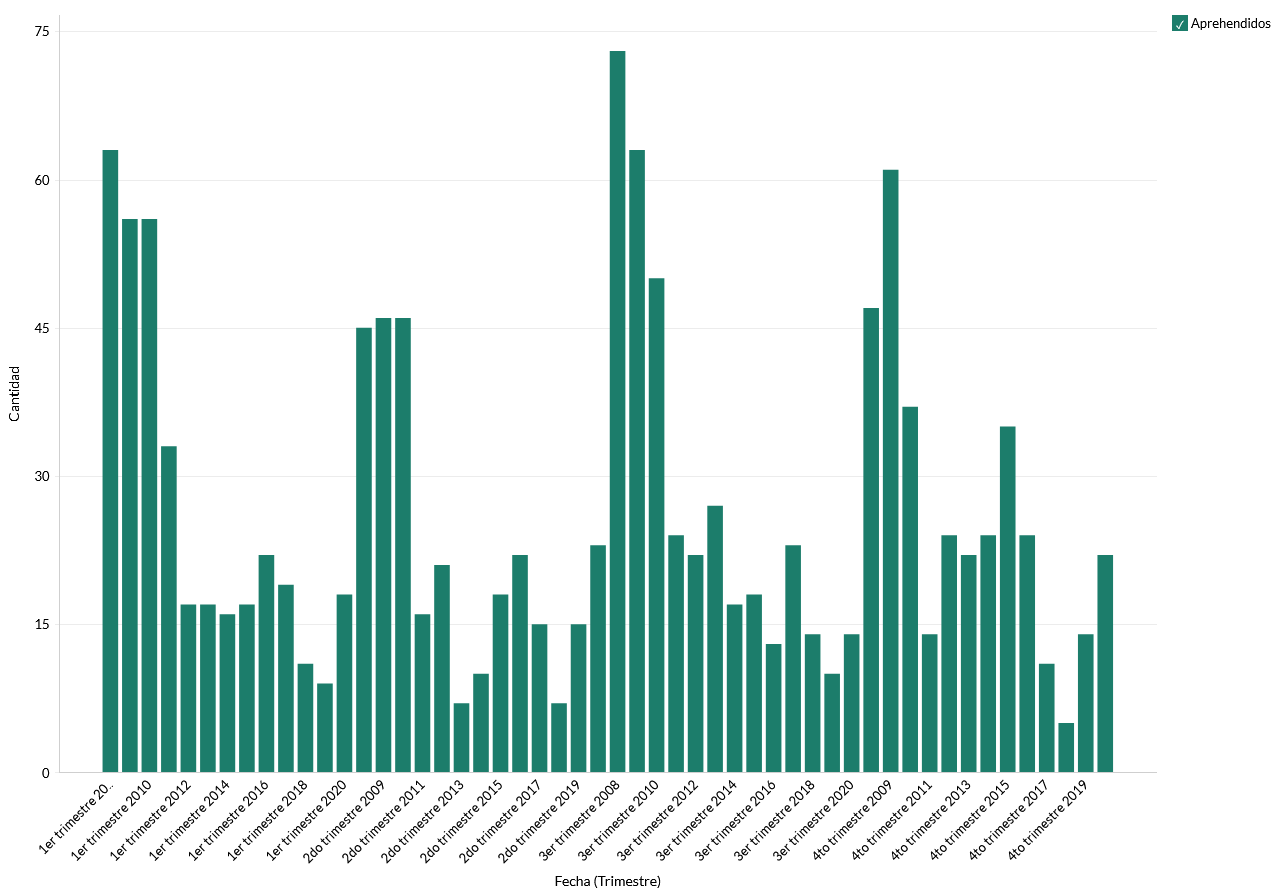 Aprehendidos
75
60
45
30
15
0
Cantidad
1er trimestre 20..
1er trimestre 2010
1er trimestre 2012
1er trimestre 2014
1er trimestre 2016
1er trimestre 2018
1er trimestre 2020
2do trimestre 2009
2do trimestre 2011
2do trimestre 2013
2do trimestre 2015
2do trimestre 2017
2do trimestre 2019
3er trimestre 2008
3er trimestre 2010
3er trimestre 2012
3er trimestre 2014
3er trimestre 2016
3er trimestre 2018
3er trimestre 2020
4to trimestre 2009
4to trimestre 2011
4to trimestre 2013
4to trimestre 2015
4to trimestre 2017
4to trimestre 2019
Fecha (Trimestre)